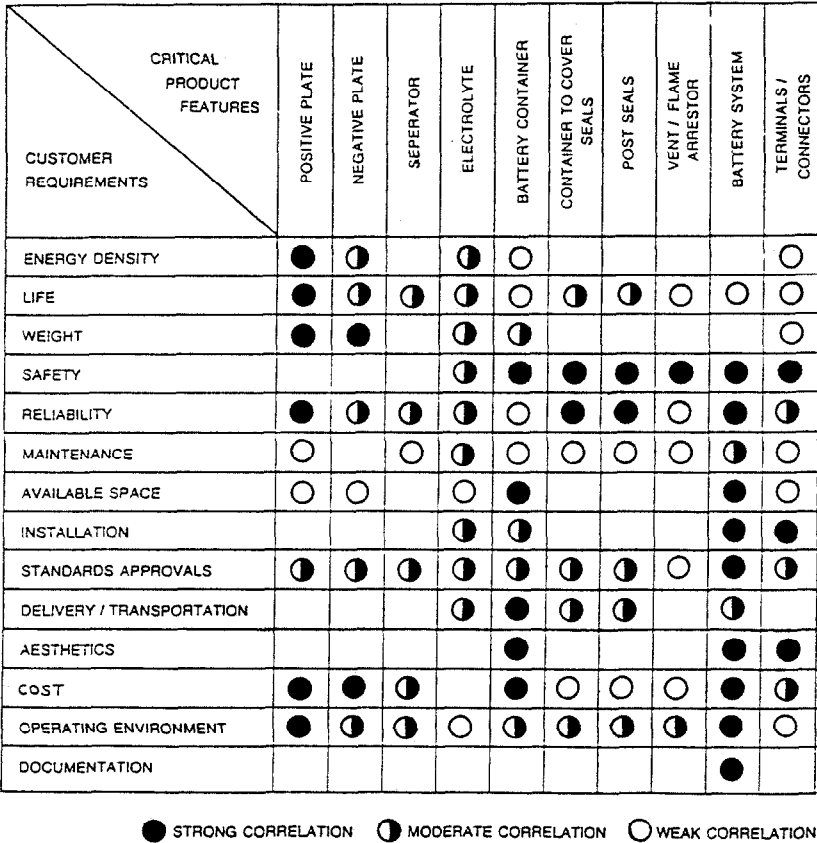 CRITICAL
PRODUCT
FEATURES
CUSTOMER
REQUIREMENTS
POSITIVE PLATE
NEGATIVE PLATE
SEPERATOR
ELECTROLYTE
BATTERY CONTAINER
CONTAINER TO COVER
SEALS
POST SEALS
VENT / FLAME
ARRESTOR
BATTERY SYSTEM
TERMINALS /
CONNECTORS
ENERGY DENSITY
LIFE
WEIGHT
SAFETY
RELIABILITY
MAINTENANCE
AVAILABLE SPACE
INSTALLATION
STANDARDS APPROVALS
DELIVERY / TRANSPORTATION
AESTHETICS
COST
OPERATING ENVIRONMENT
DOCUMENTATION
STRONG CORRELATION MODERATE CORRELATION WEAK CORRELATION